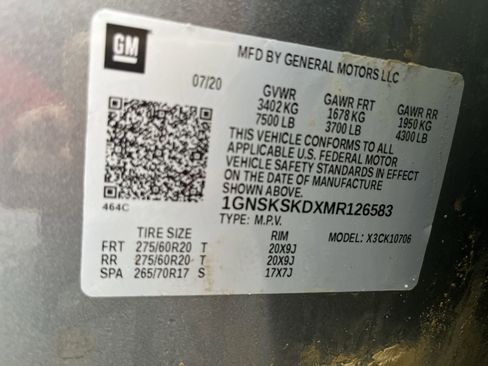 GM
MFD BY GENERAL MOTORS LLC
07/20
GVWR GAWR FRT GAWR RR
3402 KG 1678 KG 1950 KG
7500 LB 3700 LB 4300 LB
THIS VEHICLE CONFORMS TO ALL
APPLICABLE U.S. FEDERAL MOTOR
VEHICLE SAFETY STANDARDS IN EFFECT
ON THE DATE OF MANUFACTURE
SHOWN ABOVE.
464C
1GNSKSKDXMR126583
TYPE: M.P.V. MODEL: X3CK10706
TIRE SIZE RIM
FRT 275/60R20 T 20X9J
RR 275/60R20 T 20X9J
SPA 265/70R17 S 17X7J